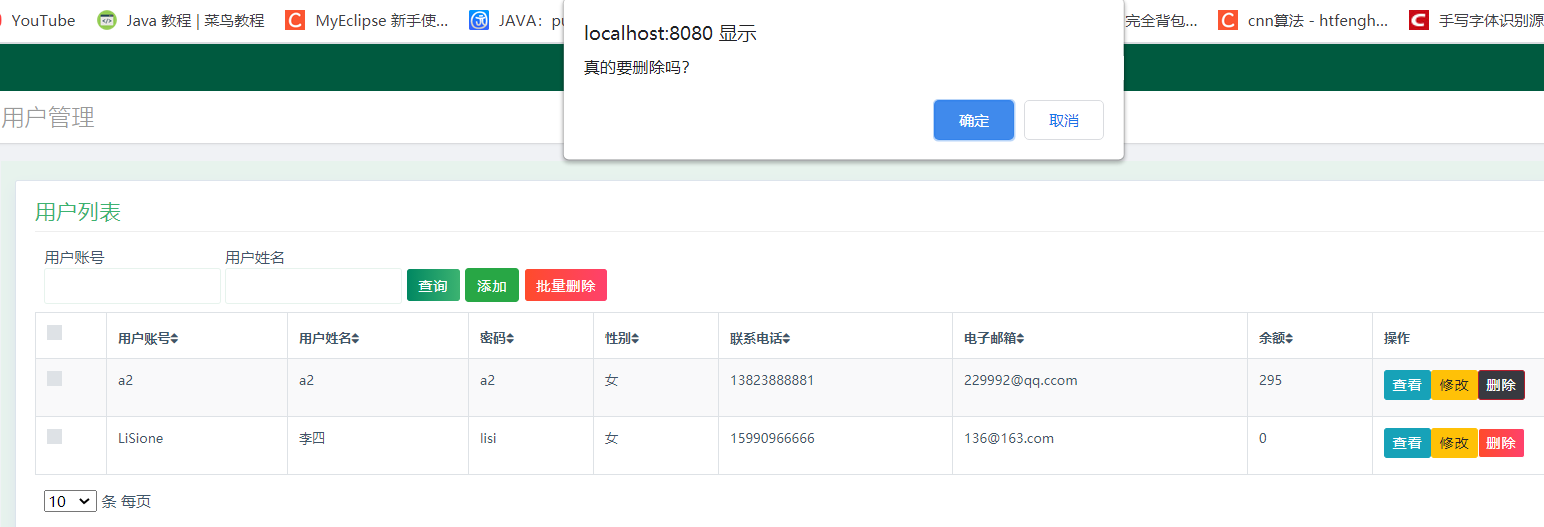 YouTube Java 教程 | 菜鸟教程 MyEclipse 新手使... JAVA：pu 完全背包... cnn算法 - htfengh... 手写字体识别源
localhost:8080 显示
真的要删除吗？
确定 取消
用户管理
用户列表
用户账号 用户姓名
查询 添加 批量删除
用户账号 用户姓名 密码 性别 联系电话 电子邮箱 余额 操作
a2 a2 a2 女 13823888881 229992@qq.ccom 295 查看 修改 删除
LiSione 李四 lisi 女 15990966666 136@163.com 0 查看 修改 删除
10 条 每页